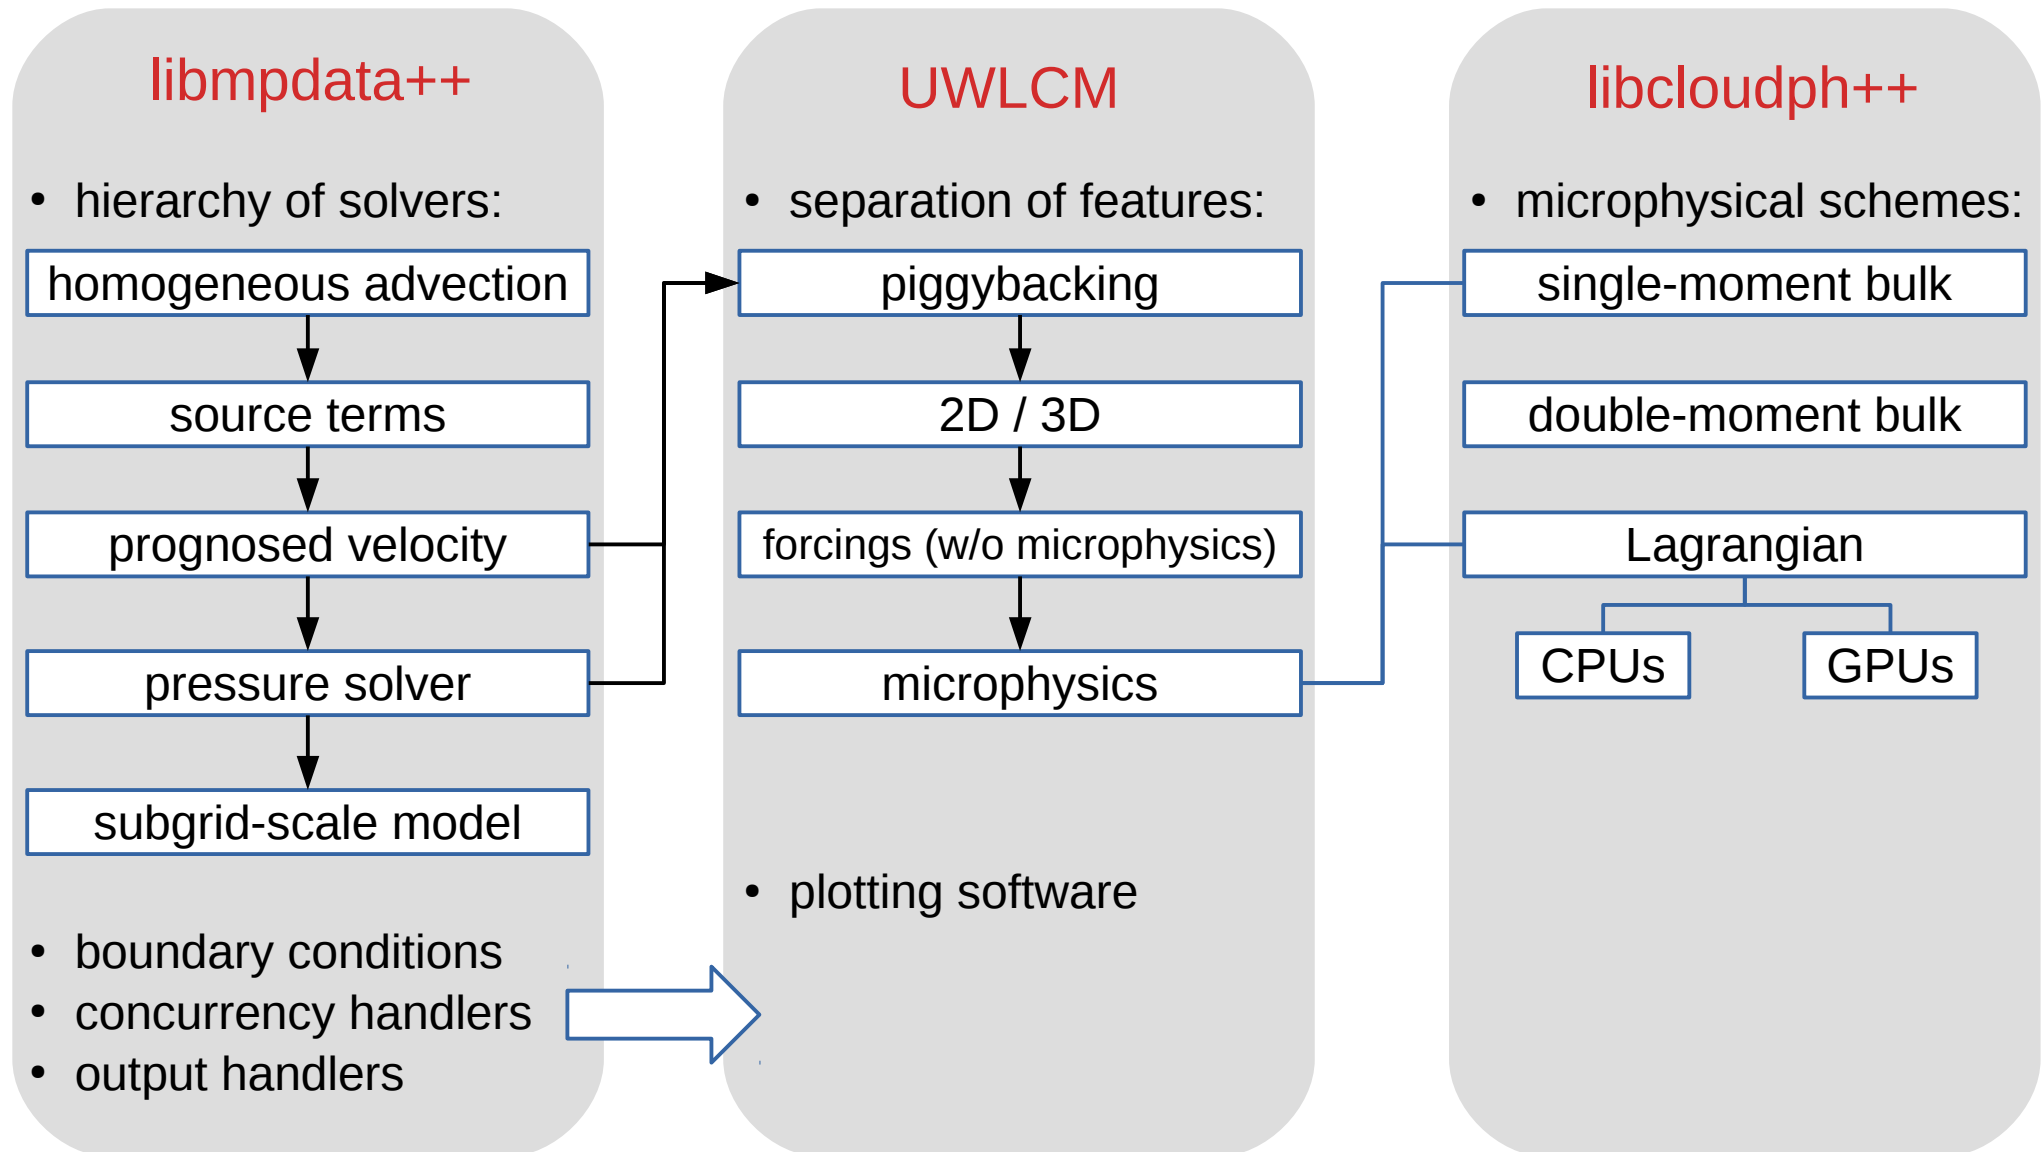 libmpdata++
• hierarchy of solvers:
homogeneous advection
source terms
prognosed velocity
pressure solver
subgrid-scale model
• boundary conditions
• concurrency handlers
• output handlers
UWLCM
• separation of features:
piggybacking
2D / 3D
forcings (w/o microphysics)
microphysics
• plotting software
libcloudph++
• microphysical schemes:
single-moment bulk
double-moment bulk
Lagrangian
CPUs
GPUs